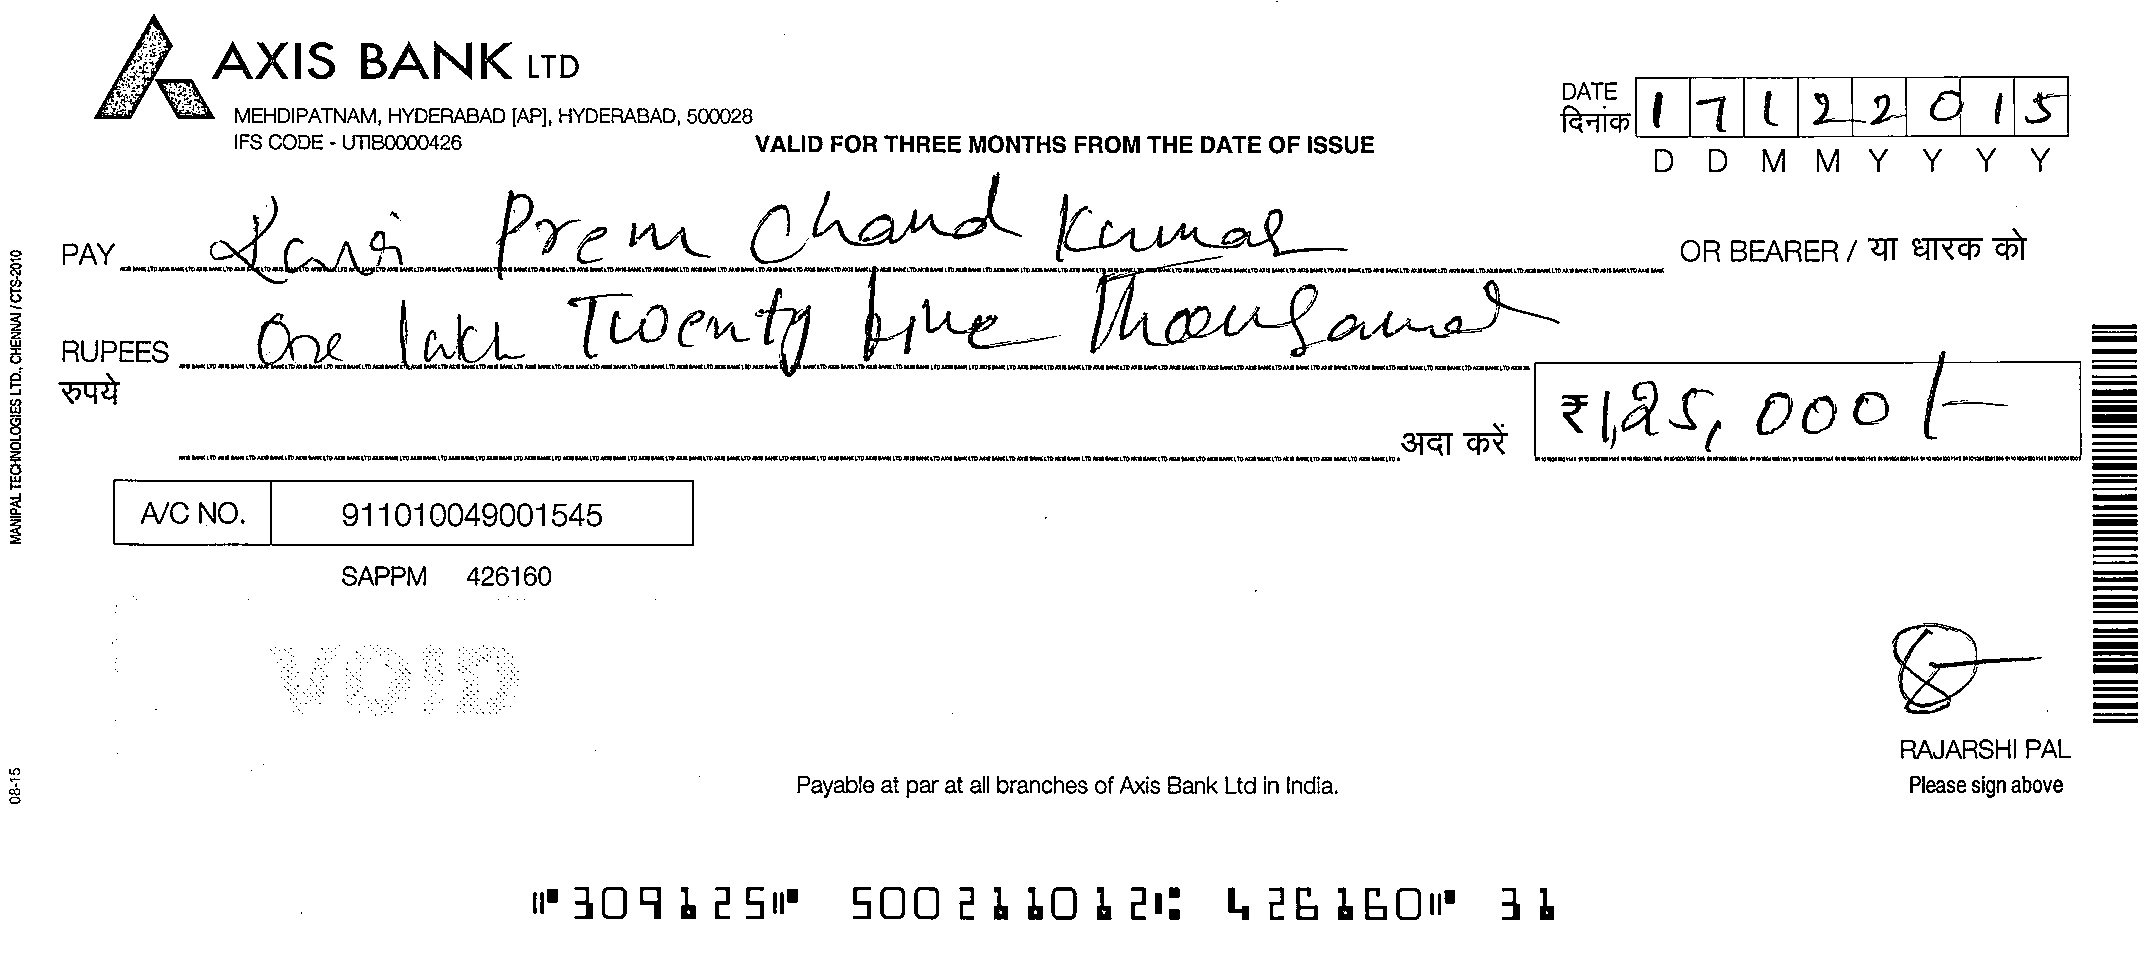 AXIS BANK LTD
MEHDIPATNAM, HYDERABAD [AP], HYDERABAD, 500028
IFS CODE - UTIB0000426
VALID FOR THREE MONTHS FROM THE DATE OF ISSUE
DATE
दिनांक
1 7 1 2 2 0 1 5
D D M M Y Y Y Y
PAY Prem Chand Kumar OR BEARER / या धारक को
RUPEES One lakh Twenty five Thousand
रुपये
अदा करें ₹1,25,000/-
A/C NO. 911010049001545
SAPPM 426160
VOID
RAJARSHI PAL
Please sign above
Payable at par at all branches of Axis Bank Ltd in India.
MANIPAL TECHNOLOGIES LTD., CHENNAI / CTS-2010
08-15
⑈309125⑈ 500211012⑆ 426160⑈ 31